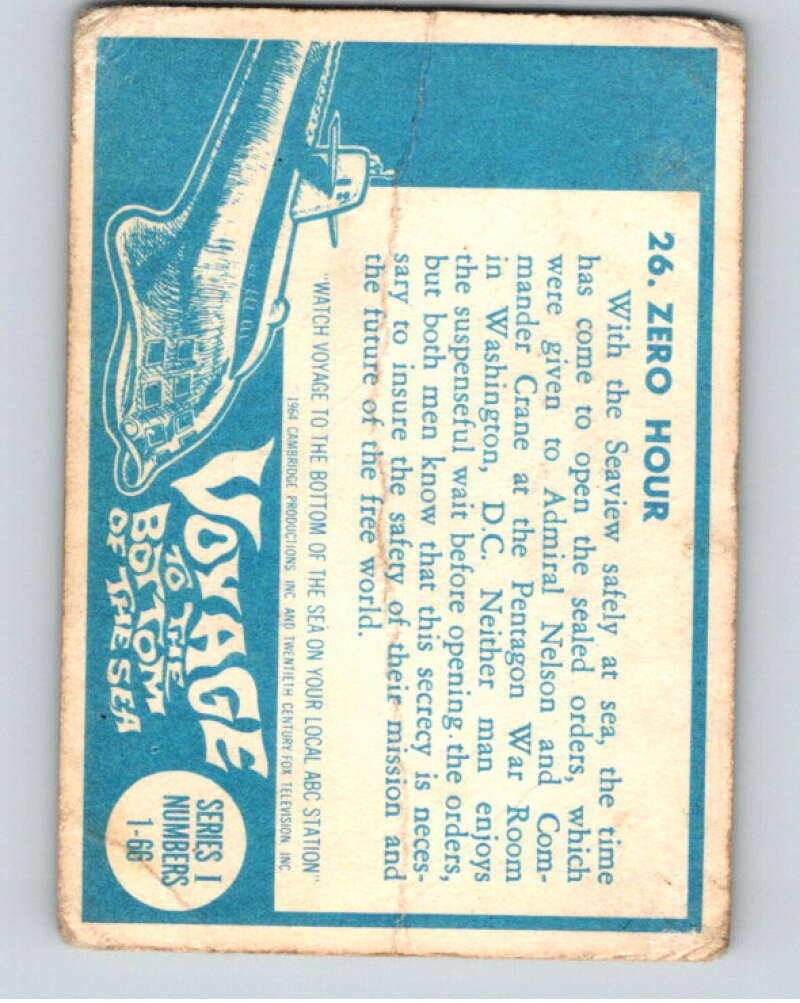 26. ZERO HOUR
With the Seaview safely at sea, the time
has come to open the sealed orders, which
were given to Admiral Nelson and Com-
mander Crane at the Pentagon War Room
in Washington, D.C. Neither man enjoys
the suspenseful wait before opening the orders,
but both men know that this secrecy is neces-
sary to insure the safety of their mission and
the future of the free world.
"WATCH VOYAGE TO THE BOTTOM OF THE SEA ON YOUR LOCAL ABC STATION"
1964 CAMBRIDGE PRODUCTIONS INC AND TWENTIETH CENTURY FOX TELEVISION INC
VOYAGE
TO THE
BOTTOM
OF THE SEA
SERIES I
NUMBERS
1-66